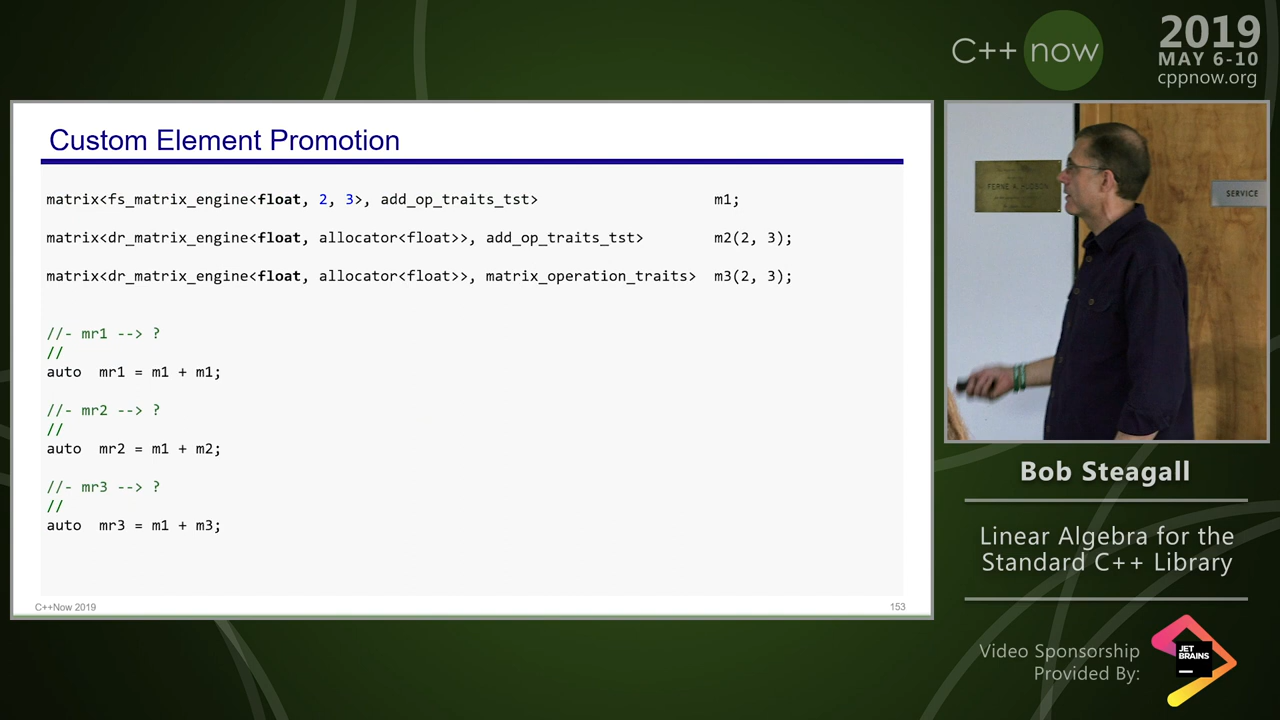 C++ now
2019
MAY 6-10
cppnow.org
Custom Element Promotion
matrix<fs_matrix_engine<float, 2, 3>, add_op_traits_tst> m1;
matrix<dr_matrix_engine<float, allocator<float>>, add_op_traits_tst> m2(2, 3);
matrix<dr_matrix_engine<float, allocator<float>>, matrix_operation_traits> m3(2, 3);
//- mr1 --> ?
//
auto mr1 = m1 + m1;
//- mr2 --> ?
//
auto mr2 = m1 + m2;
//- mr3 --> ?
//
auto mr3 = m1 + m3;
C++Now 2019
153
FERNE A. HUDSON
SERVICE
Bob Steagall
Linear Algebra for the
Standard C++ Library
Video Sponsorship
Provided By:
JET
BRAINS